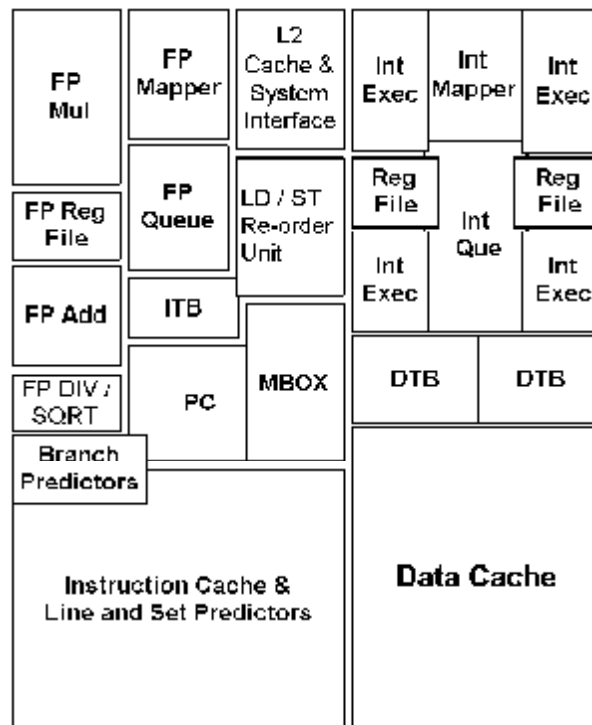 FP
Mul
FP
Mapper
L2
Cache &
System
Interface
Int
Exec
Int
Mapper
Int
Exec
FP Reg
File
FP
Queue
LD / ST
Re-order
Unit
Reg
File
Int
Que
Reg
File
FP Add
ITB
Int
Exec
Int
Exec
FP DIV /
SQRT
PC
MBOX
DTB
DTB
Branch
Predictors
Instruction Cache &
Line and Set Predictors
Data Cache